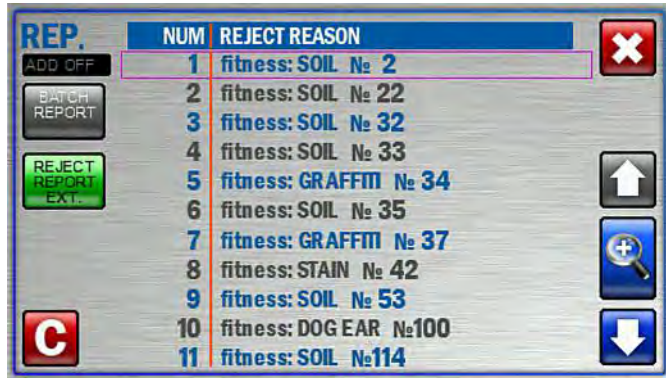 REP.
ADD OFF
BATCH
REPORT
REJECT
REPORT
EXT.
C
NUM REJECT REASON
1 fitness: SOIL № 2
2 fitness: SOIL № 22
3 fitness: SOIL № 32
4 fitness: SOIL № 33
5 fitness: GRAFFITI № 34
6 fitness: SOIL № 35
7 fitness: GRAFFITI № 37
8 fitness: STAIN № 42
9 fitness: SOIL № 53
10 fitness: DOG EAR №100
11 fitness: SOIL №114